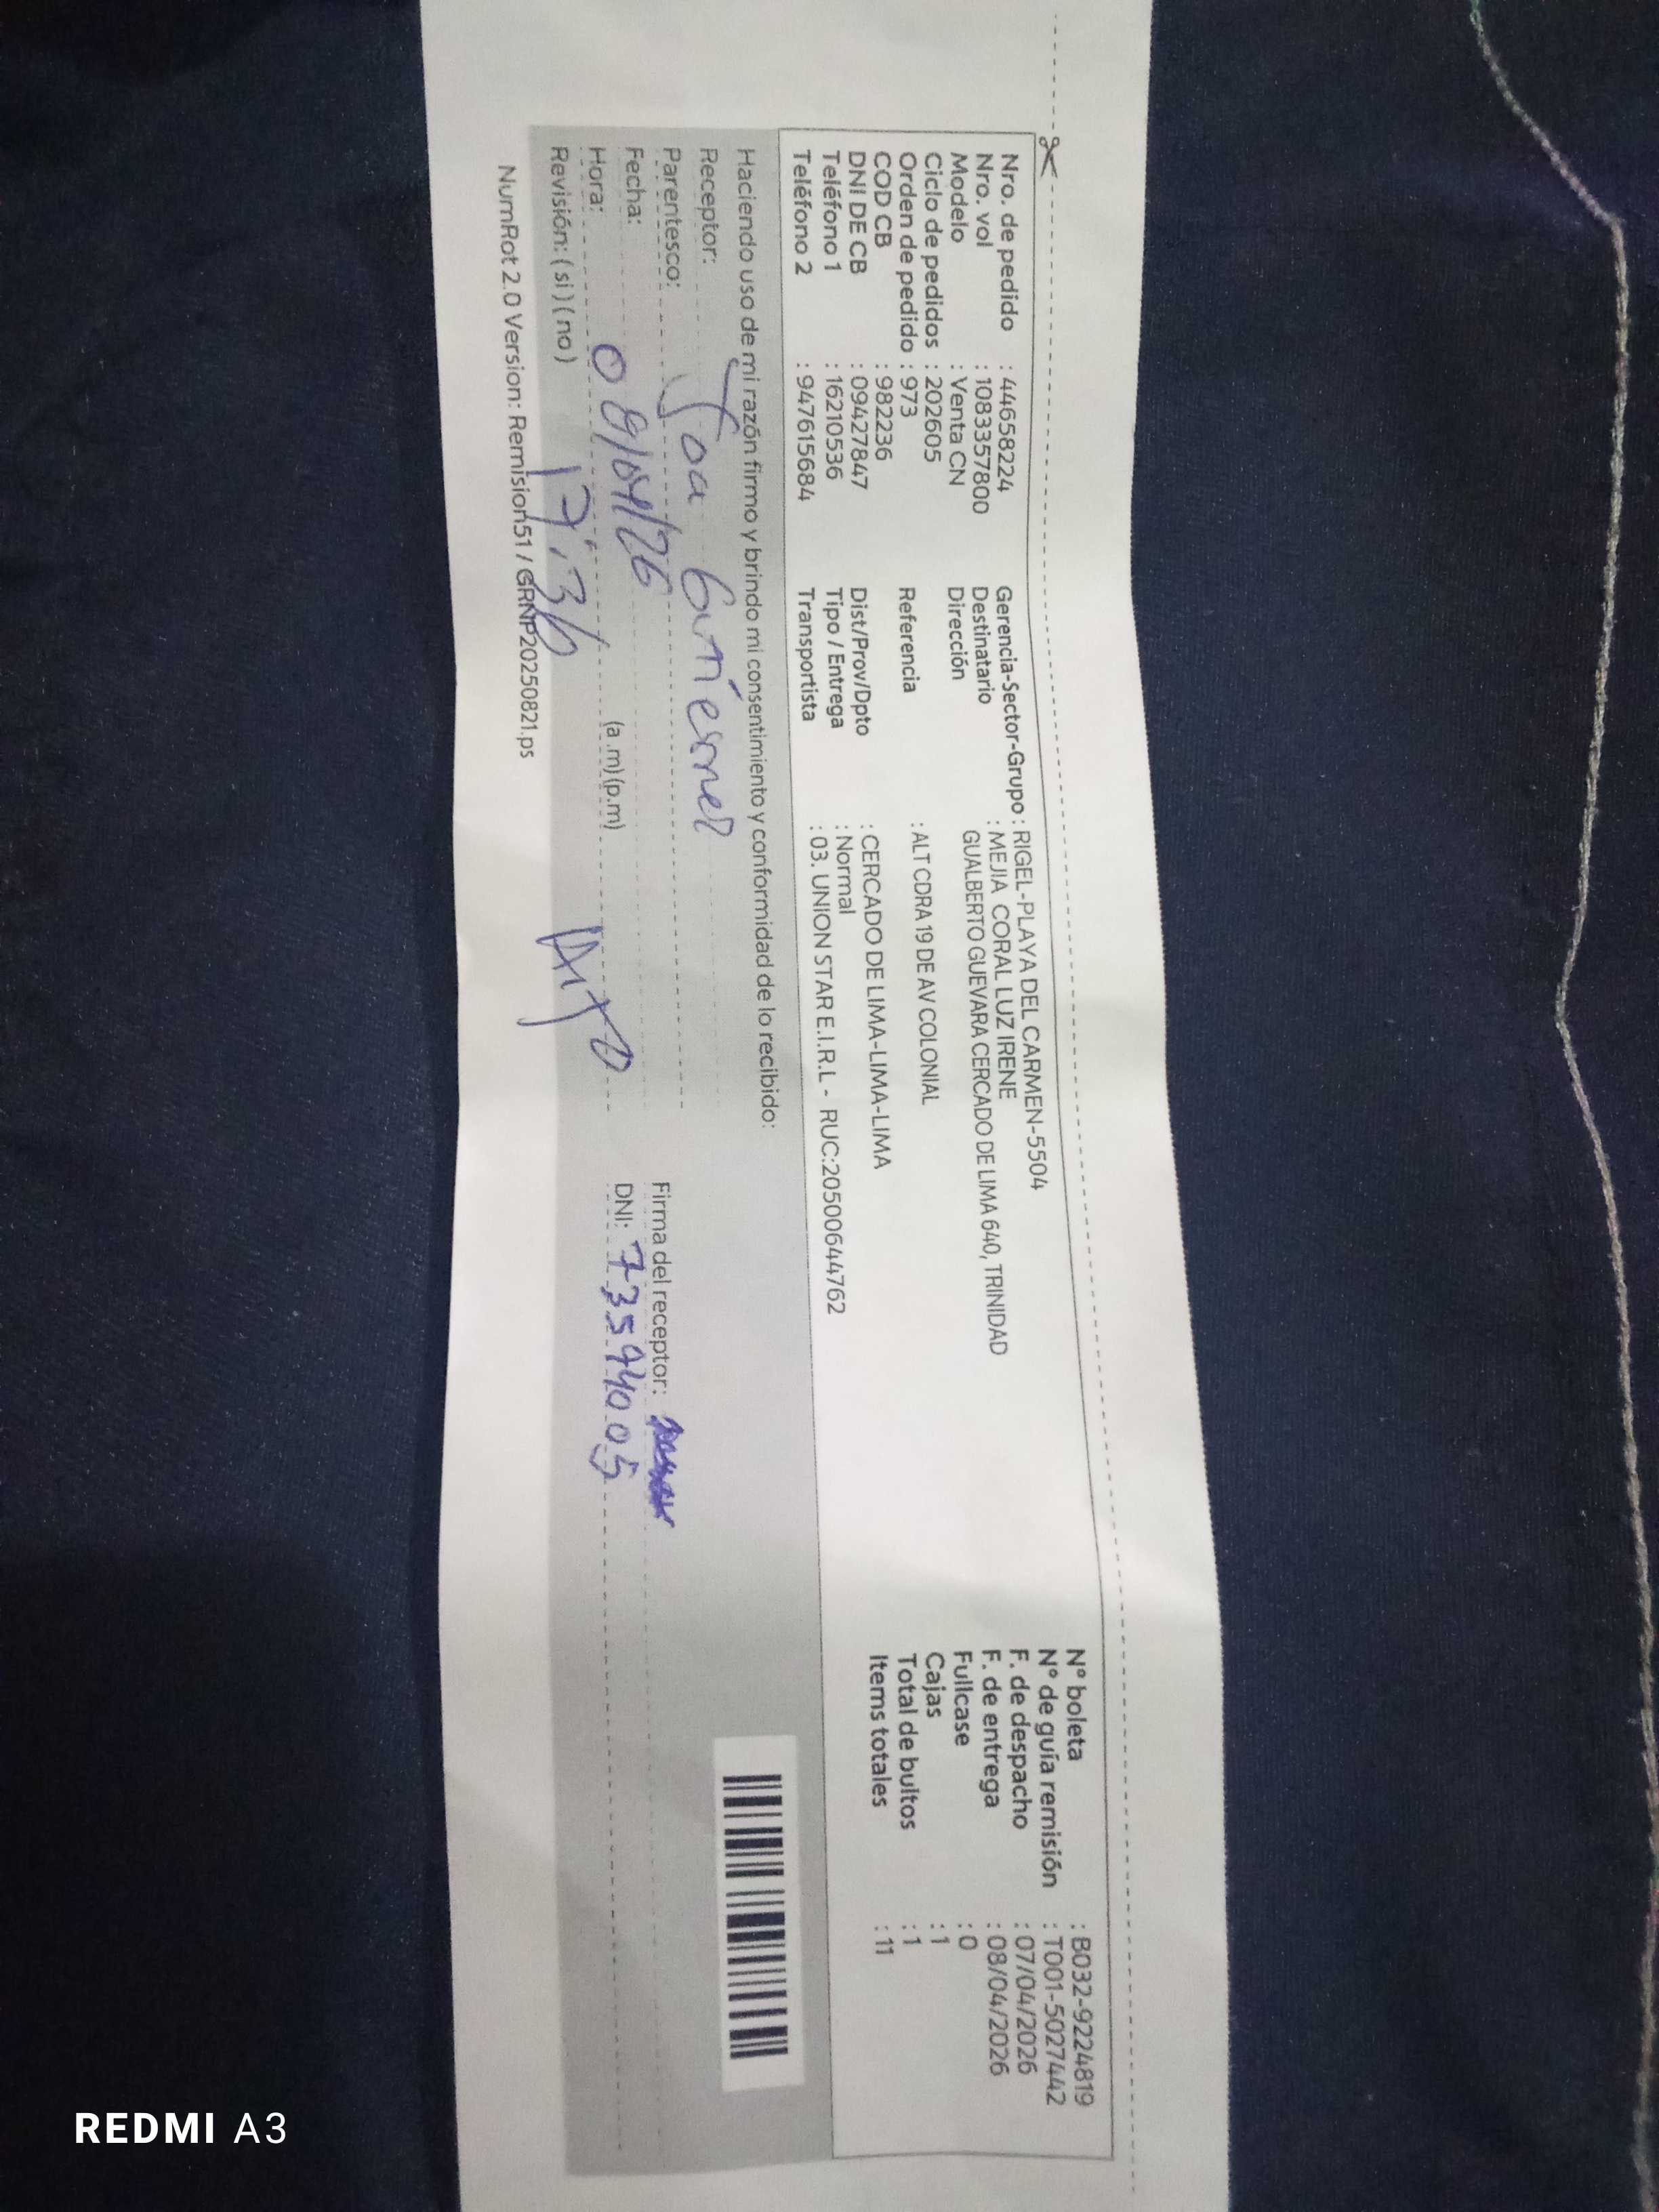 Nro. de pedido : 44658224
Nro. vol : 1083357800
Modelo : Venta CN
Ciclo de pedidos : 202605
Orden de pedido : 973
COD CB : 982236
DNI DE CB : 09427847
Teléfono 1 : 16210536
Teléfono 2 : 947615684
Gerencia-Sector-Grupo : RIGEL-PLAYA DEL CARMEN-5504
Destinatario : MEJIA CORAL LUZ IRENE
Dirección GUALBERTO GUEVARA CERCADO DE LIMA 640, TRINIDAD
Referencia : ALT CDRA 19 DE AV COLONIAL
Dist/Prov/Dpto : CERCADO DE LIMA-LIMA-LIMA
Tipo / Entrega : Normal
Transportista : 03. UNION STAR E.I.R.L - RUC:20500644762
N° boleta : B032-9224819
N° de guía remisión : T001-5027442
F. de despacho : 07/04/2026
F. de entrega : 08/04/2026
Fullcase : 0
Cajas : 1
Total de bultos : 1
Items totales : 11
Haciendo uso de mi razón firmo y brindo mi consentimiento y conformidad de lo recibido:
Receptor:
Parentesco:
Fecha: 08/04/26
Hora: (a .m)(p.m)
Revisión: ( si ) ( no )
Firma del receptor:
DNI: 73594005
NumRot 2.0 Version: Remision51 / GRNP20250821.ps
REDMI A3